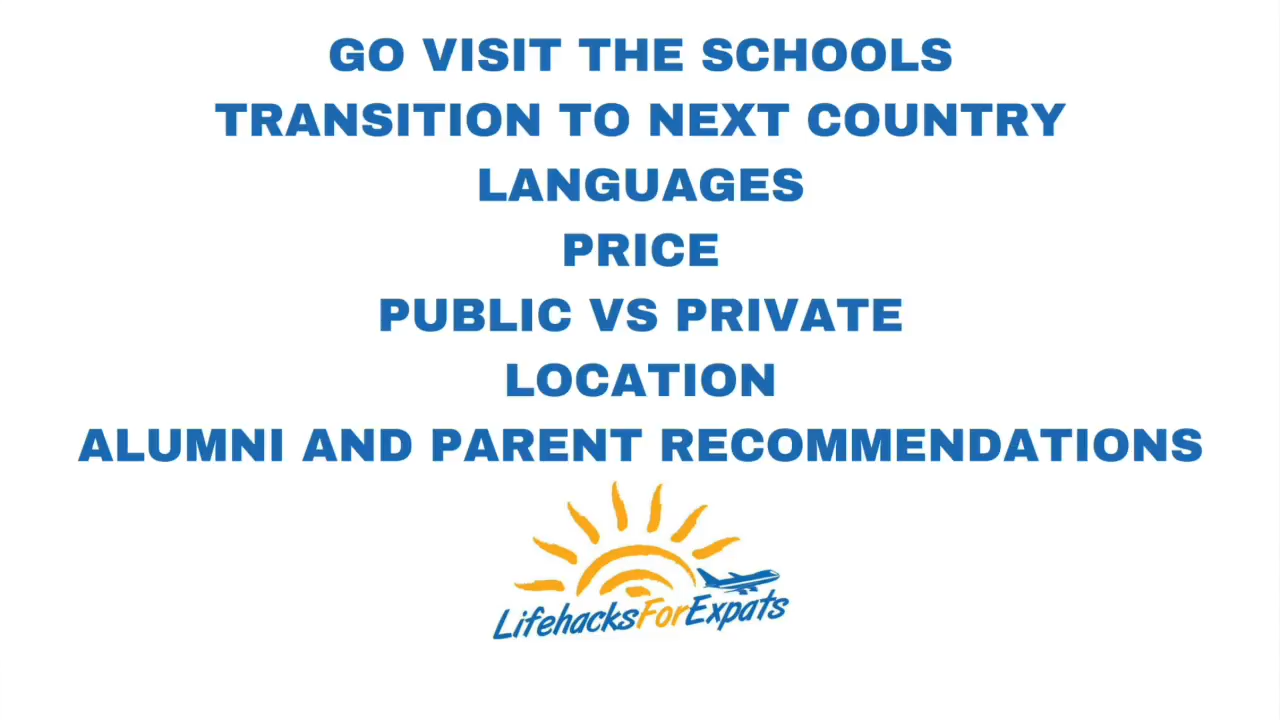 GO VISIT THE SCHOOLS
TRANSITION TO NEXT COUNTRY
LANGUAGES
PRICE
PUBLIC VS PRIVATE
LOCATION
ALUMNI AND PARENT RECOMMENDATIONS
LifehacksForExpats